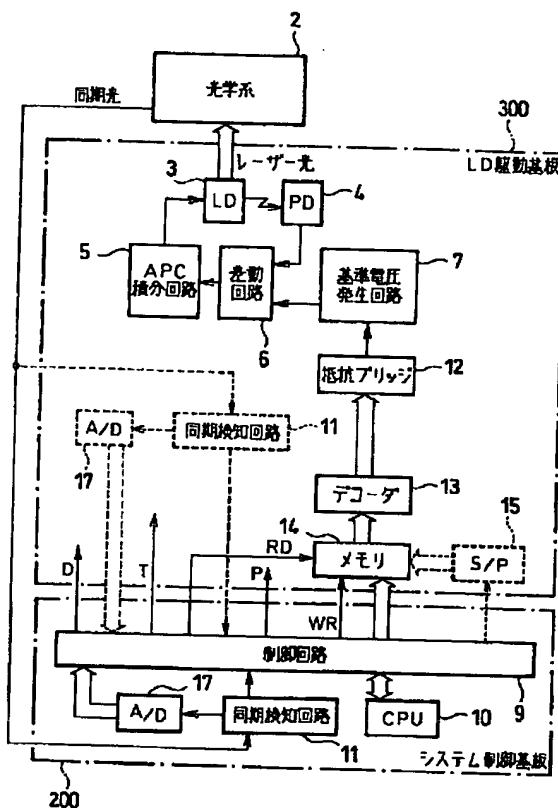 2
光学系
同期光
300
LD駆動基板
レーザー光
3
LD
PD
4
5
APC
積分回路
差動
回路
6
基準電圧
発生回路
7
抵抗ブリッジ
12
A/D
17
同期検知回路
11
デコーダ
13
14
メモリ
15
S/P
D
T
RD
P
WR
制御回路
9
17
A/D
同期検知回路
11
CPU
10
システム制御基板
200